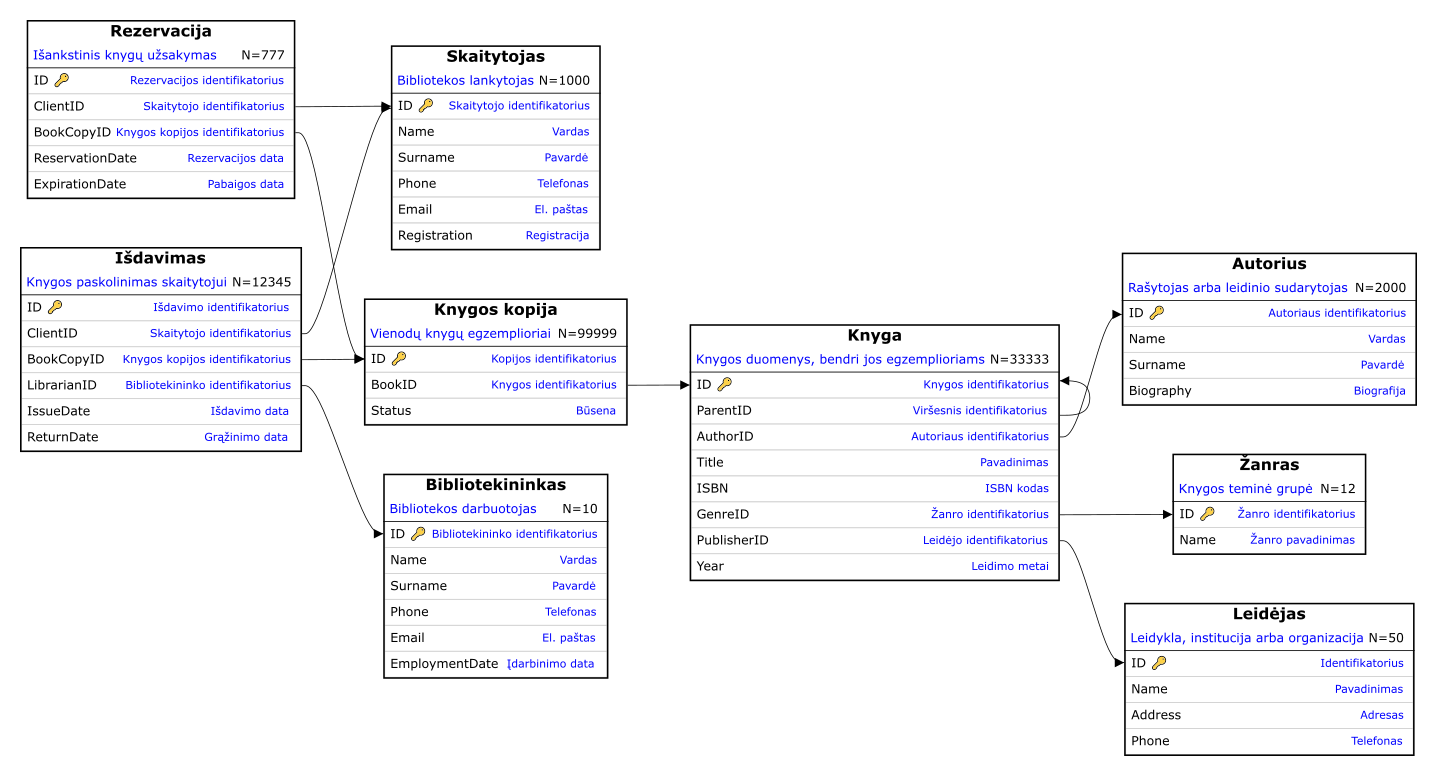 Rezervacija
Išankstinis knygų užsakymas N=777
ID Rezervacijos identifikatorius
ClientID Skaitytojo identifikatorius
BookCopyID Knygos kopijos identifikatorius
ReservationDate Rezervacijos data
ExpirationDate Pabaigos data
Skaitytojas
Bibliotekos lankytojas N=1000
ID Skaitytojo identifikatorius
Name Vardas
Surname Pavardė
Phone Telefonas
Email El. paštas
Registration Registracija
Išdavimas
Knygos paskolinimas skaitytojui N=12345
ID Išdavimo identifikatorius
ClientID Skaitytojo identifikatorius
BookCopyID Knygos kopijos identifikatorius
LibrarianID Bibliotekininko identifikatorius
IssueDate Išdavimo data
ReturnDate Grąžinimo data
Knygos kopija
Vienodų knygų egzemplioriai N=99999
ID Kopijos identifikatorius
BookID Knygos identifikatorius
Status Būsena
Bibliotekininkas
Bibliotekos darbuotojas N=10
ID Bibliotekininko identifikatorius
Name Vardas
Surname Pavardė
Phone Telefonas
Email El. paštas
EmploymentDate Įdarbinimo data
Knyga
Knygos duomenys, bendri jos egzemplioriams N=33333
ID Knygos identifikatorius
ParentID Viršesnis identifikatorius
AuthorID Autoriaus identifikatorius
Title Pavadinimas
ISBN ISBN kodas
GenreID Žanro identifikatorius
PublisherID Leidėjo identifikatorius
Year Leidimo metai
Autorius
Rašytojas arba leidinio sudarytojas N=2000
ID Autoriaus identifikatorius
Name Vardas
Surname Pavardė
Biography Biografija
Žanras
Knygos teminė grupė N=12
ID Žanro identifikatorius
Name Žanro pavadinimas
Leidėjas
Leidykla, institucija arba organizacija N=50
ID Identifikatorius
Name Pavadinimas
Address Adresas
Phone Telefonas